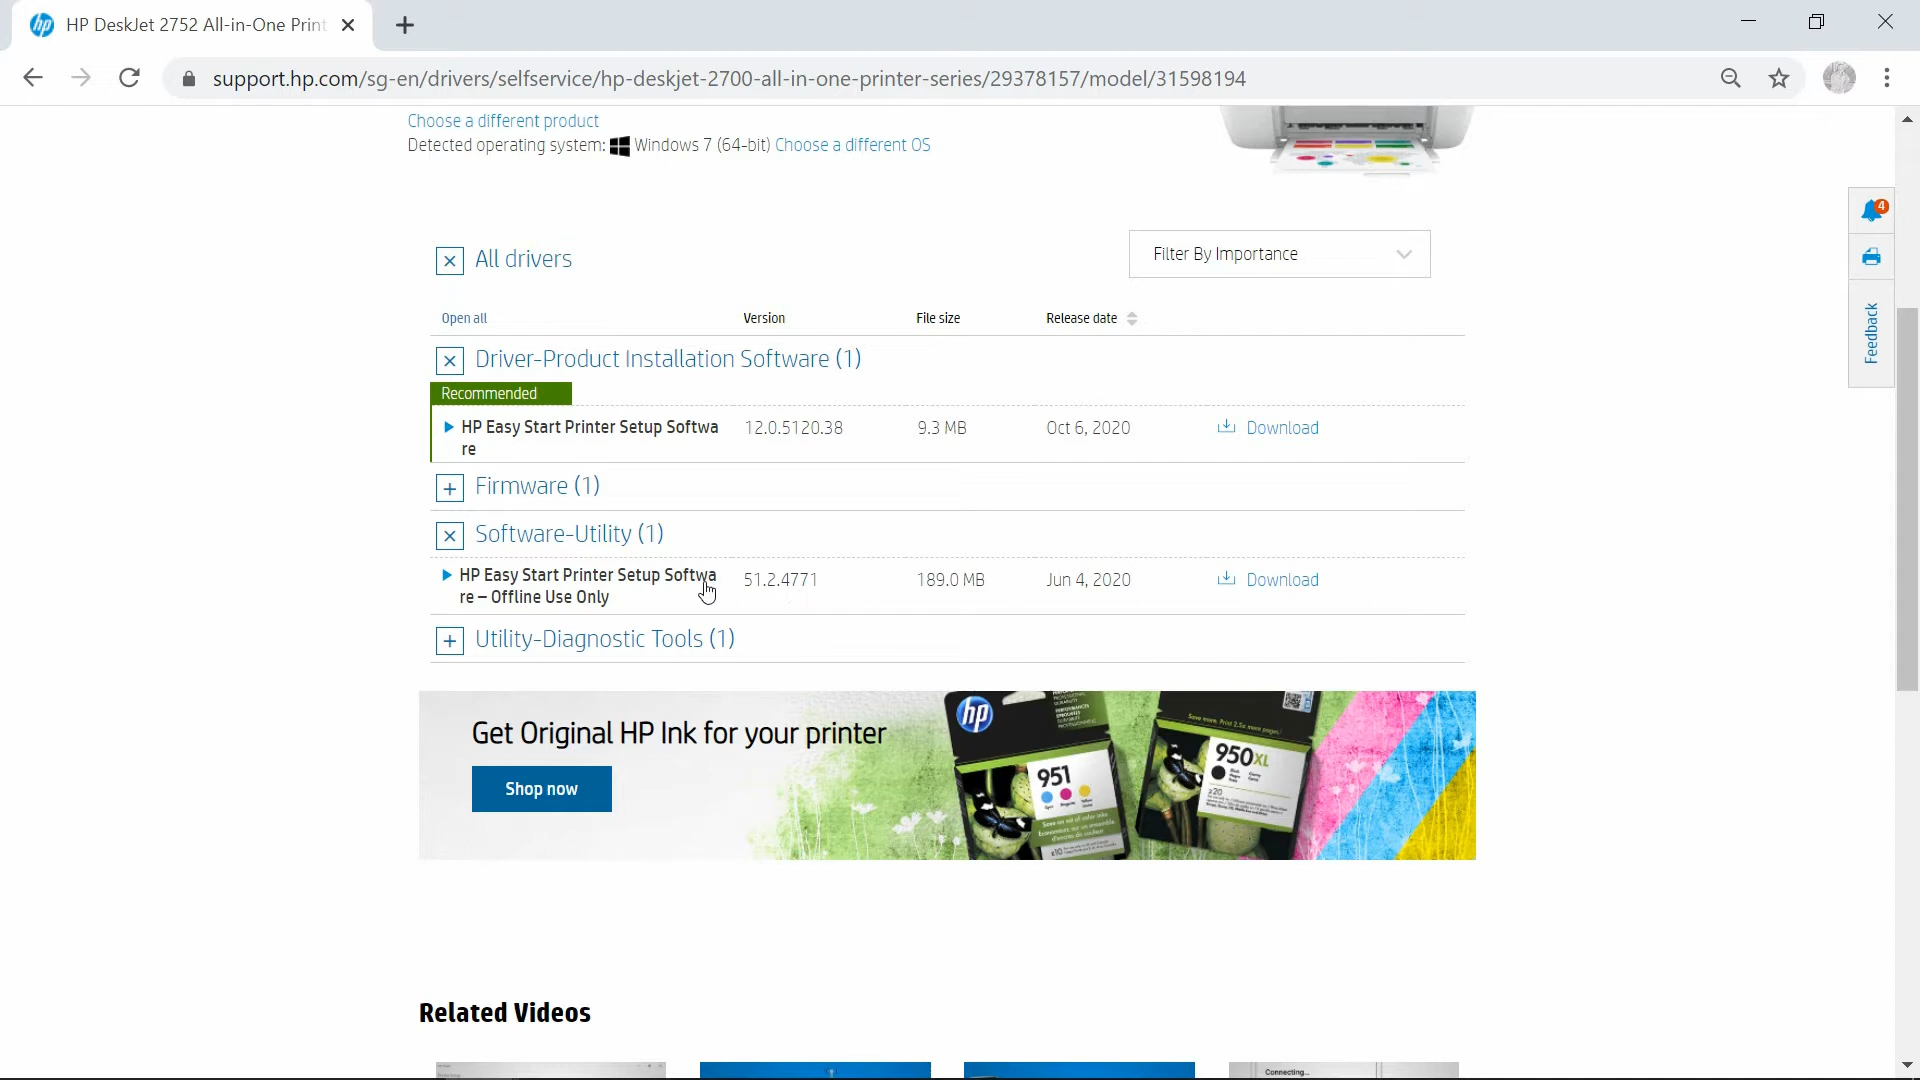 HP DeskJet 2752 All-in-One Print
support.hp.com/sg-en/drivers/selfservice/hp-deskjet-2700-all-in-one-printer-series/29378157/model/31598194
Choose a different product
Detected operating system: Windows 7 (64-bit) Choose a different OS
4
Feedback
All drivers
Filter By Importance
Open all Version File size Release date
Driver-Product Installation Software (1)
Recommended
HP Easy Start Printer Setup Softwa 12.0.5120.38 9.3 MB Oct 6, 2020 Download
re
Firmware (1)
Software-Utility (1)
HP Easy Start Printer Setup Softwa 51.2.4771 189.0 MB Jun 4, 2020 Download
re – Offline Use Only
Utility-Diagnostic Tools (1)
Get Original HP Ink for your printer
Shop now
hp
951
950XL
Related Videos
Connecting...